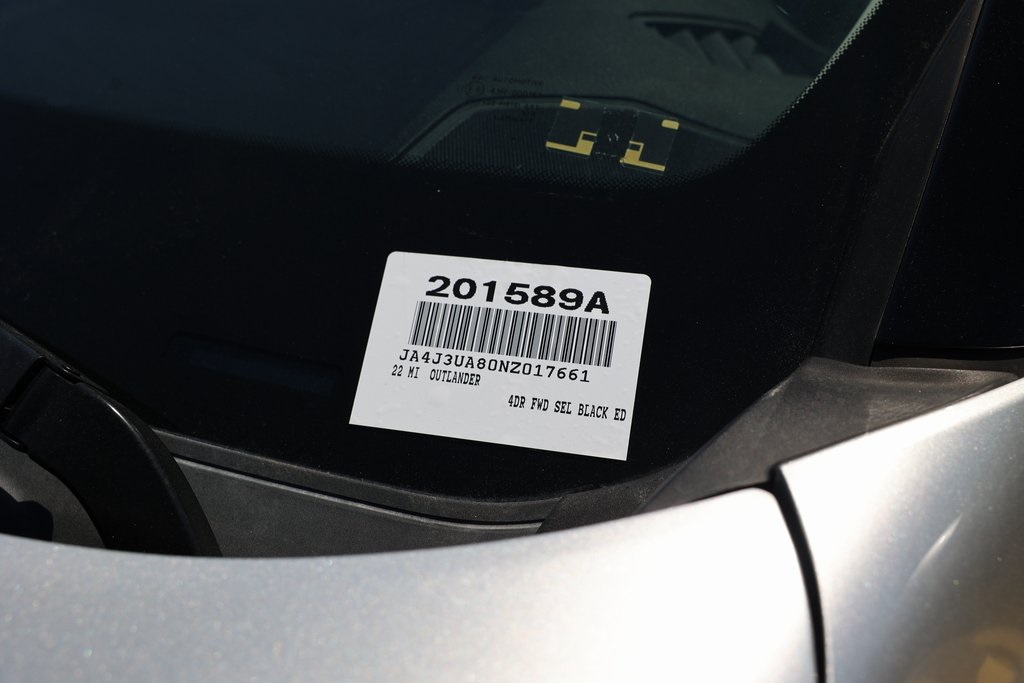 201589A
JA4J3UA80NZ017661
22 MI OUTLANDER
4DR FWD SEL BLACK ED